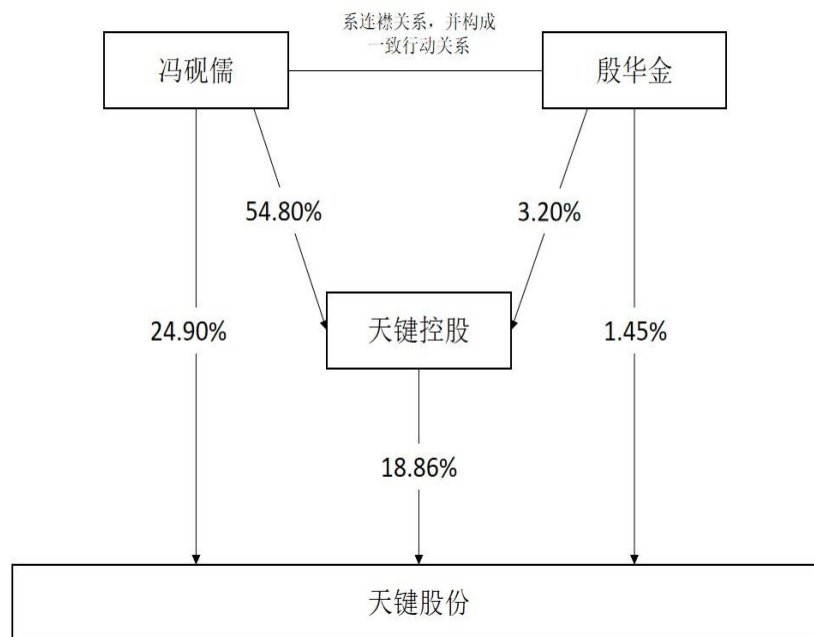 系连襟关系，并构成
一致行动关系
冯砚儒
殷华金
54.80%
3.20%
24.90%
天键控股
1.45%
18.86%
天键股份